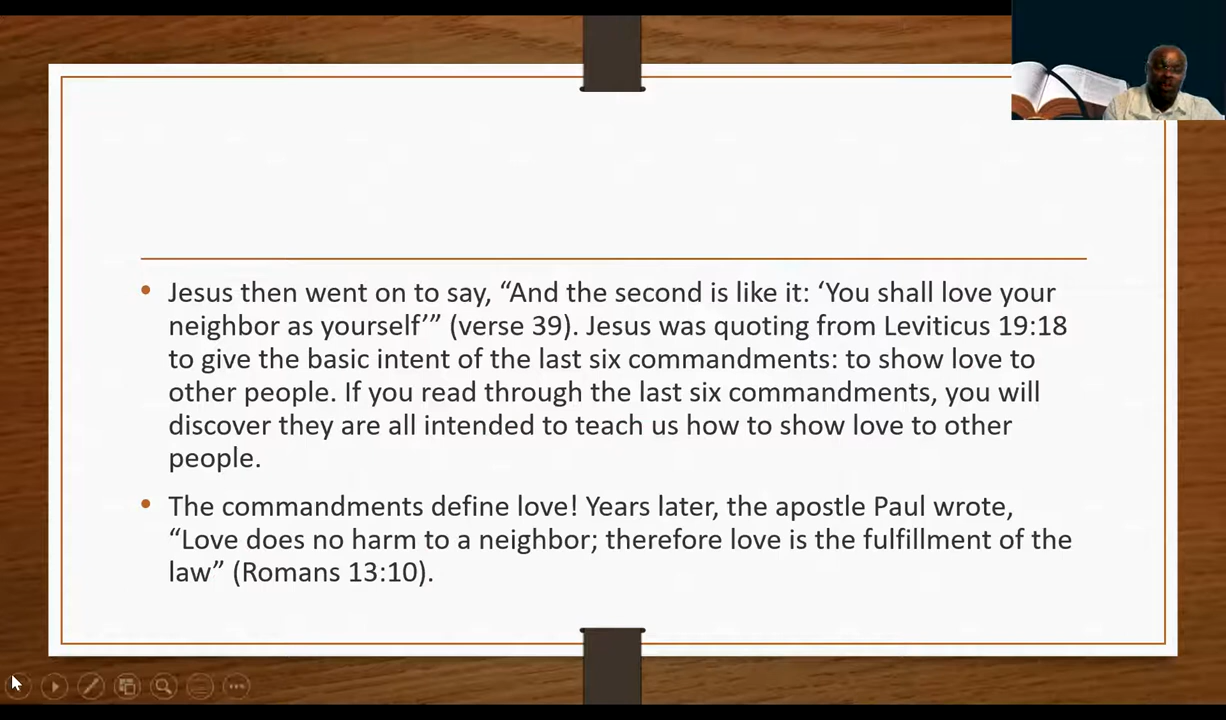 • Jesus then went on to say, “And the second is like it: ‘You shall love your
neighbor as yourself’” (verse 39). Jesus was quoting from Leviticus 19:18
to give the basic intent of the last six commandments: to show love to
other people. If you read through the last six commandments, you will
discover they are all intended to teach us how to show love to other
people.
• The commandments define love! Years later, the apostle Paul wrote,
“Love does no harm to a neighbor; therefore love is the fulfillment of the
law” (Romans 13:10).